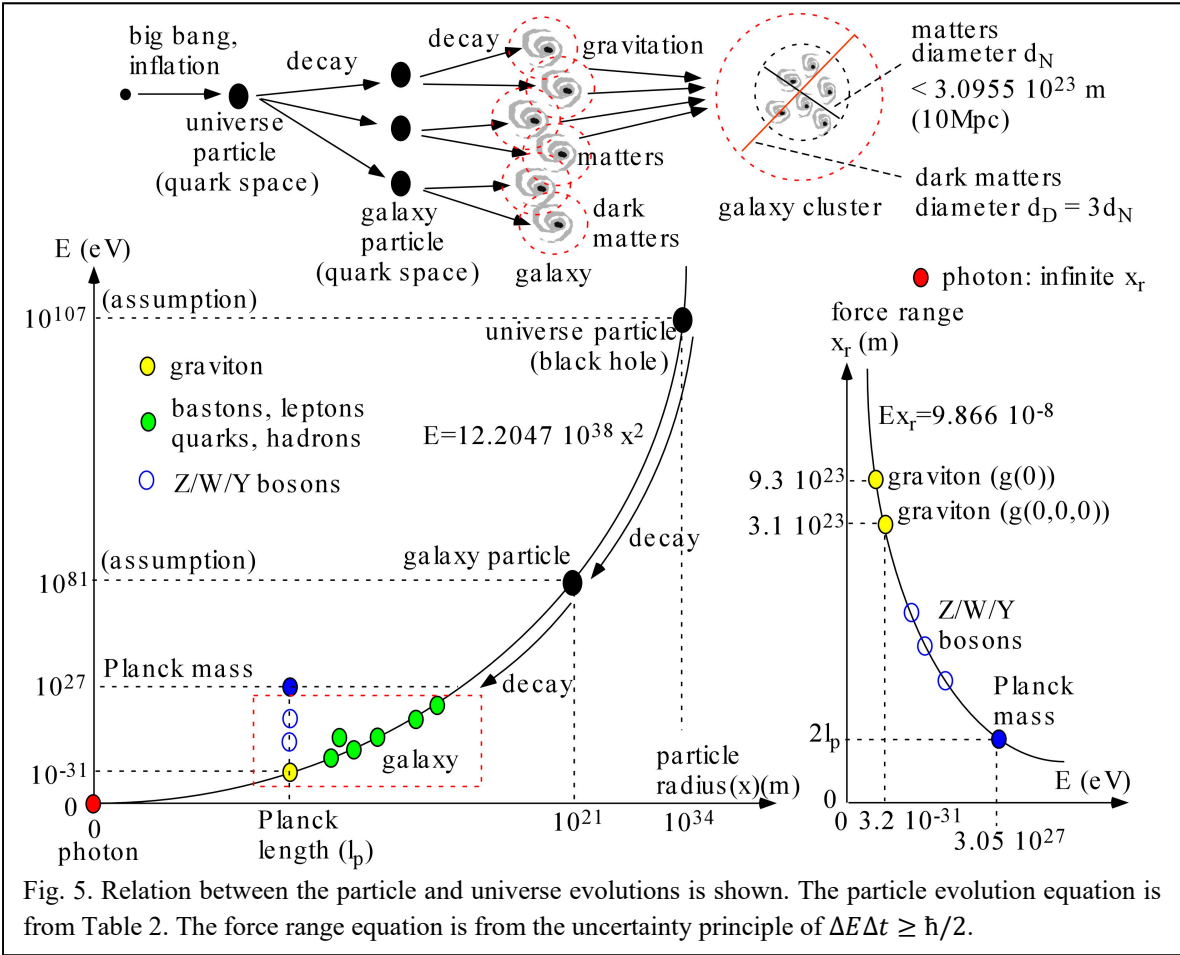 big bang,
inflation
decay
universe
particle
(quark space)
galaxy
particle
(quark space)
decay
gravitation
matters
dark
matters
galaxy
galaxy cluster
matters
diameter d_N
< 3.0955 10^23 m
(10Mpc)
dark matters
diameter d_D = 3d_N
E (eV)
(assumption)
10^107
universe particle
(black hole)
graviton
bastons, leptons
quarks, hadrons
Z/W/Y bosons
E=12.2047 10^38 x^2
(assumption)
10^81
galaxy particle
decay
Planck mass
10^27
decay
galaxy
10^-31
0
0
photon
Planck
length (l_p)
10^21
10^34
particle
radius(x)(m)
photon: infinite x_r
force range
x_r (m)
Ex_r=9.866 10^-8
9.3 10^23
graviton (g(0))
3.1 10^23
graviton (g(0,0,0))
Z/W/Y
bosons
Planck
mass
2l_p
E (eV)
0
0
3.2 10^-31
3.05 10^27
Fig. 5. Relation between the particle and universe evolutions is shown. The particle evolution equation is
from Table 2. The force range equation is from the uncertainty principle of ΔEΔt ≥ ħ/2.